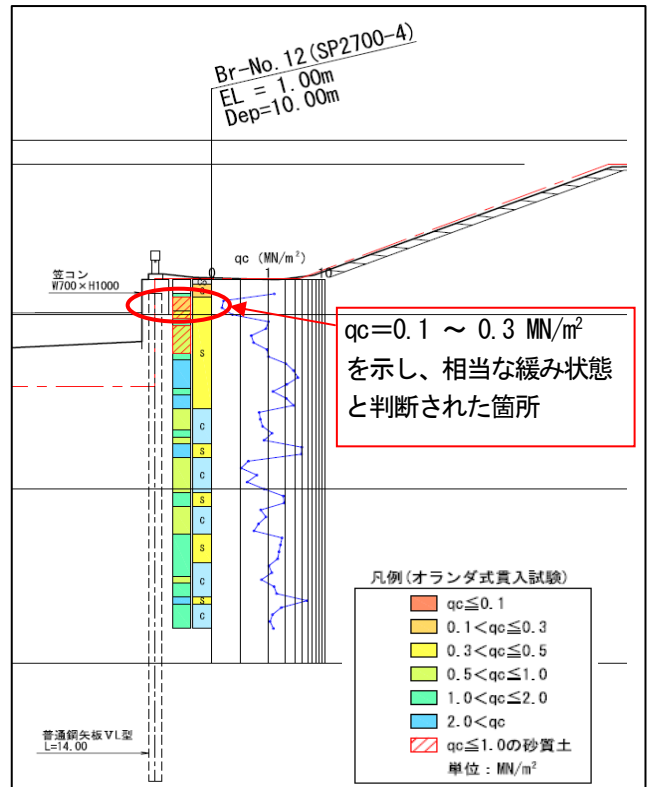 Br-No.12(SP2700-4)
EL = 1.00m
Dep=10.00m
qc (MN/m²)
0 1 10
笠コン
W700×H1000
Co
S
S
C
S
C
S
C
S
C
S
C
qc=0.1 ~ 0.3 MN/m²
を示し、相当な緩み状態
と判断された箇所
普通鋼矢板ⅥL型
L=14.00
凡例(オランダ式貫入試験)
qc≦0.1
0.1<qc≦0.3
0.3<qc≦0.5
0.5<qc≦1.0
1.0<qc≦2.0
2.0<qc
qc≦1.0の砂質土
単位：MN/m²